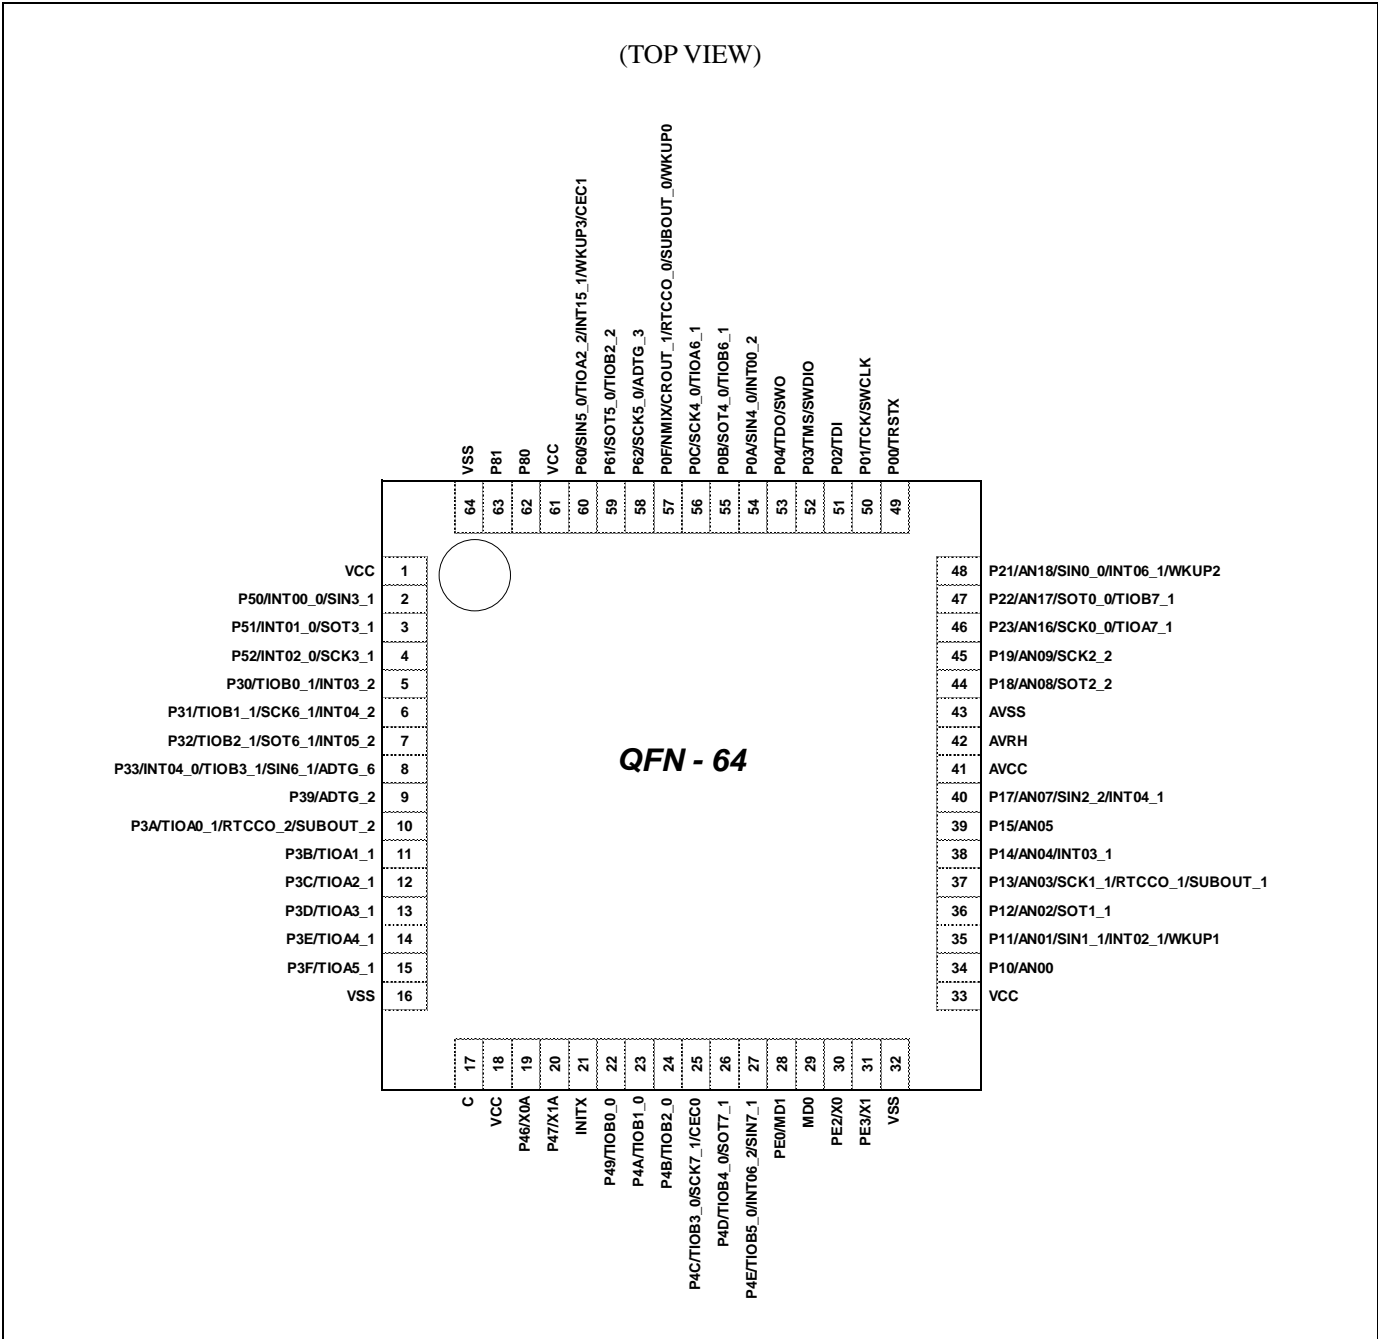 (TOP VIEW)
VSS
P81
P80
VCC
P60/SIN5_0/TIOA2_2/INT15_1/WKUP3/CEC1
P61/SOT5_0/TIOB2_2
P62/SCK5_0/ADTG_3
P0F/NMIX/CROUT_1/RTCCO_0/SUBOUT_0/WKUP0
P0C/SCK4_0/TIOA6_1
P0B/SOT4_0/TIOB6_1
P0A/SIN4_0/INT00_2
P04/TDO/SWO
P03/TMS/SWDIO
P02/TDI
P01/TCK/SWCLK
P00/TRSTX
64 63 62 61 60 59 58 57 56 55 54 53 52 51 50 49
VCC 1
P50/INT00_0/SIN3_1 2
P51/INT01_0/SOT3_1 3
P52/INT02_0/SCK3_1 4
P30/TIOB0_1/INT03_2 5
P31/TIOB1_1/SCK6_1/INT04_2 6
P32/TIOB2_1/SOT6_1/INT05_2 7
P33/INT04_0/TIOB3_1/SIN6_1/ADTG_6 8
P39/ADTG_2 9
P3A/TIOA0_1/RTCCO_2/SUBOUT_2 10
P3B/TIOA1_1 11
P3C/TIOA2_1 12
P3D/TIOA3_1 13
P3E/TIOA4_1 14
P3F/TIOA5_1 15
VSS 16
QFN - 64
48 P21/AN18/SIN0_0/INT06_1/WKUP2
47 P22/AN17/SOT0_0/TIOB7_1
46 P23/AN16/SCK0_0/TIOA7_1
45 P19/AN09/SCK2_2
44 P18/AN08/SOT2_2
43 AVSS
42 AVRH
41 AVCC
40 P17/AN07/SIN2_2/INT04_1
39 P15/AN05
38 P14/AN04/INT03_1
37 P13/AN03/SCK1_1/RTCCO_1/SUBOUT_1
36 P12/AN02/SOT1_1
35 P11/AN01/SIN1_1/INT02_1/WKUP1
34 P10/AN00
33 VCC
17 18 19 20 21 22 23 24 25 26 27 28 29 30 31 32
C
VCC
P46/X0A
P47/X1A
INITX
P49/TIOB0_0
P4A/TIOB1_0
P4B/TIOB2_0
P4C/TIOB3_0/SCK7_1/CEC0
P4D/TIOB4_0/SOT7_1
P4E/TIOB5_0/INT06_2/SIN7_1
PE0/MD1
MD0
PE2/X0
PE3/X1
VSS